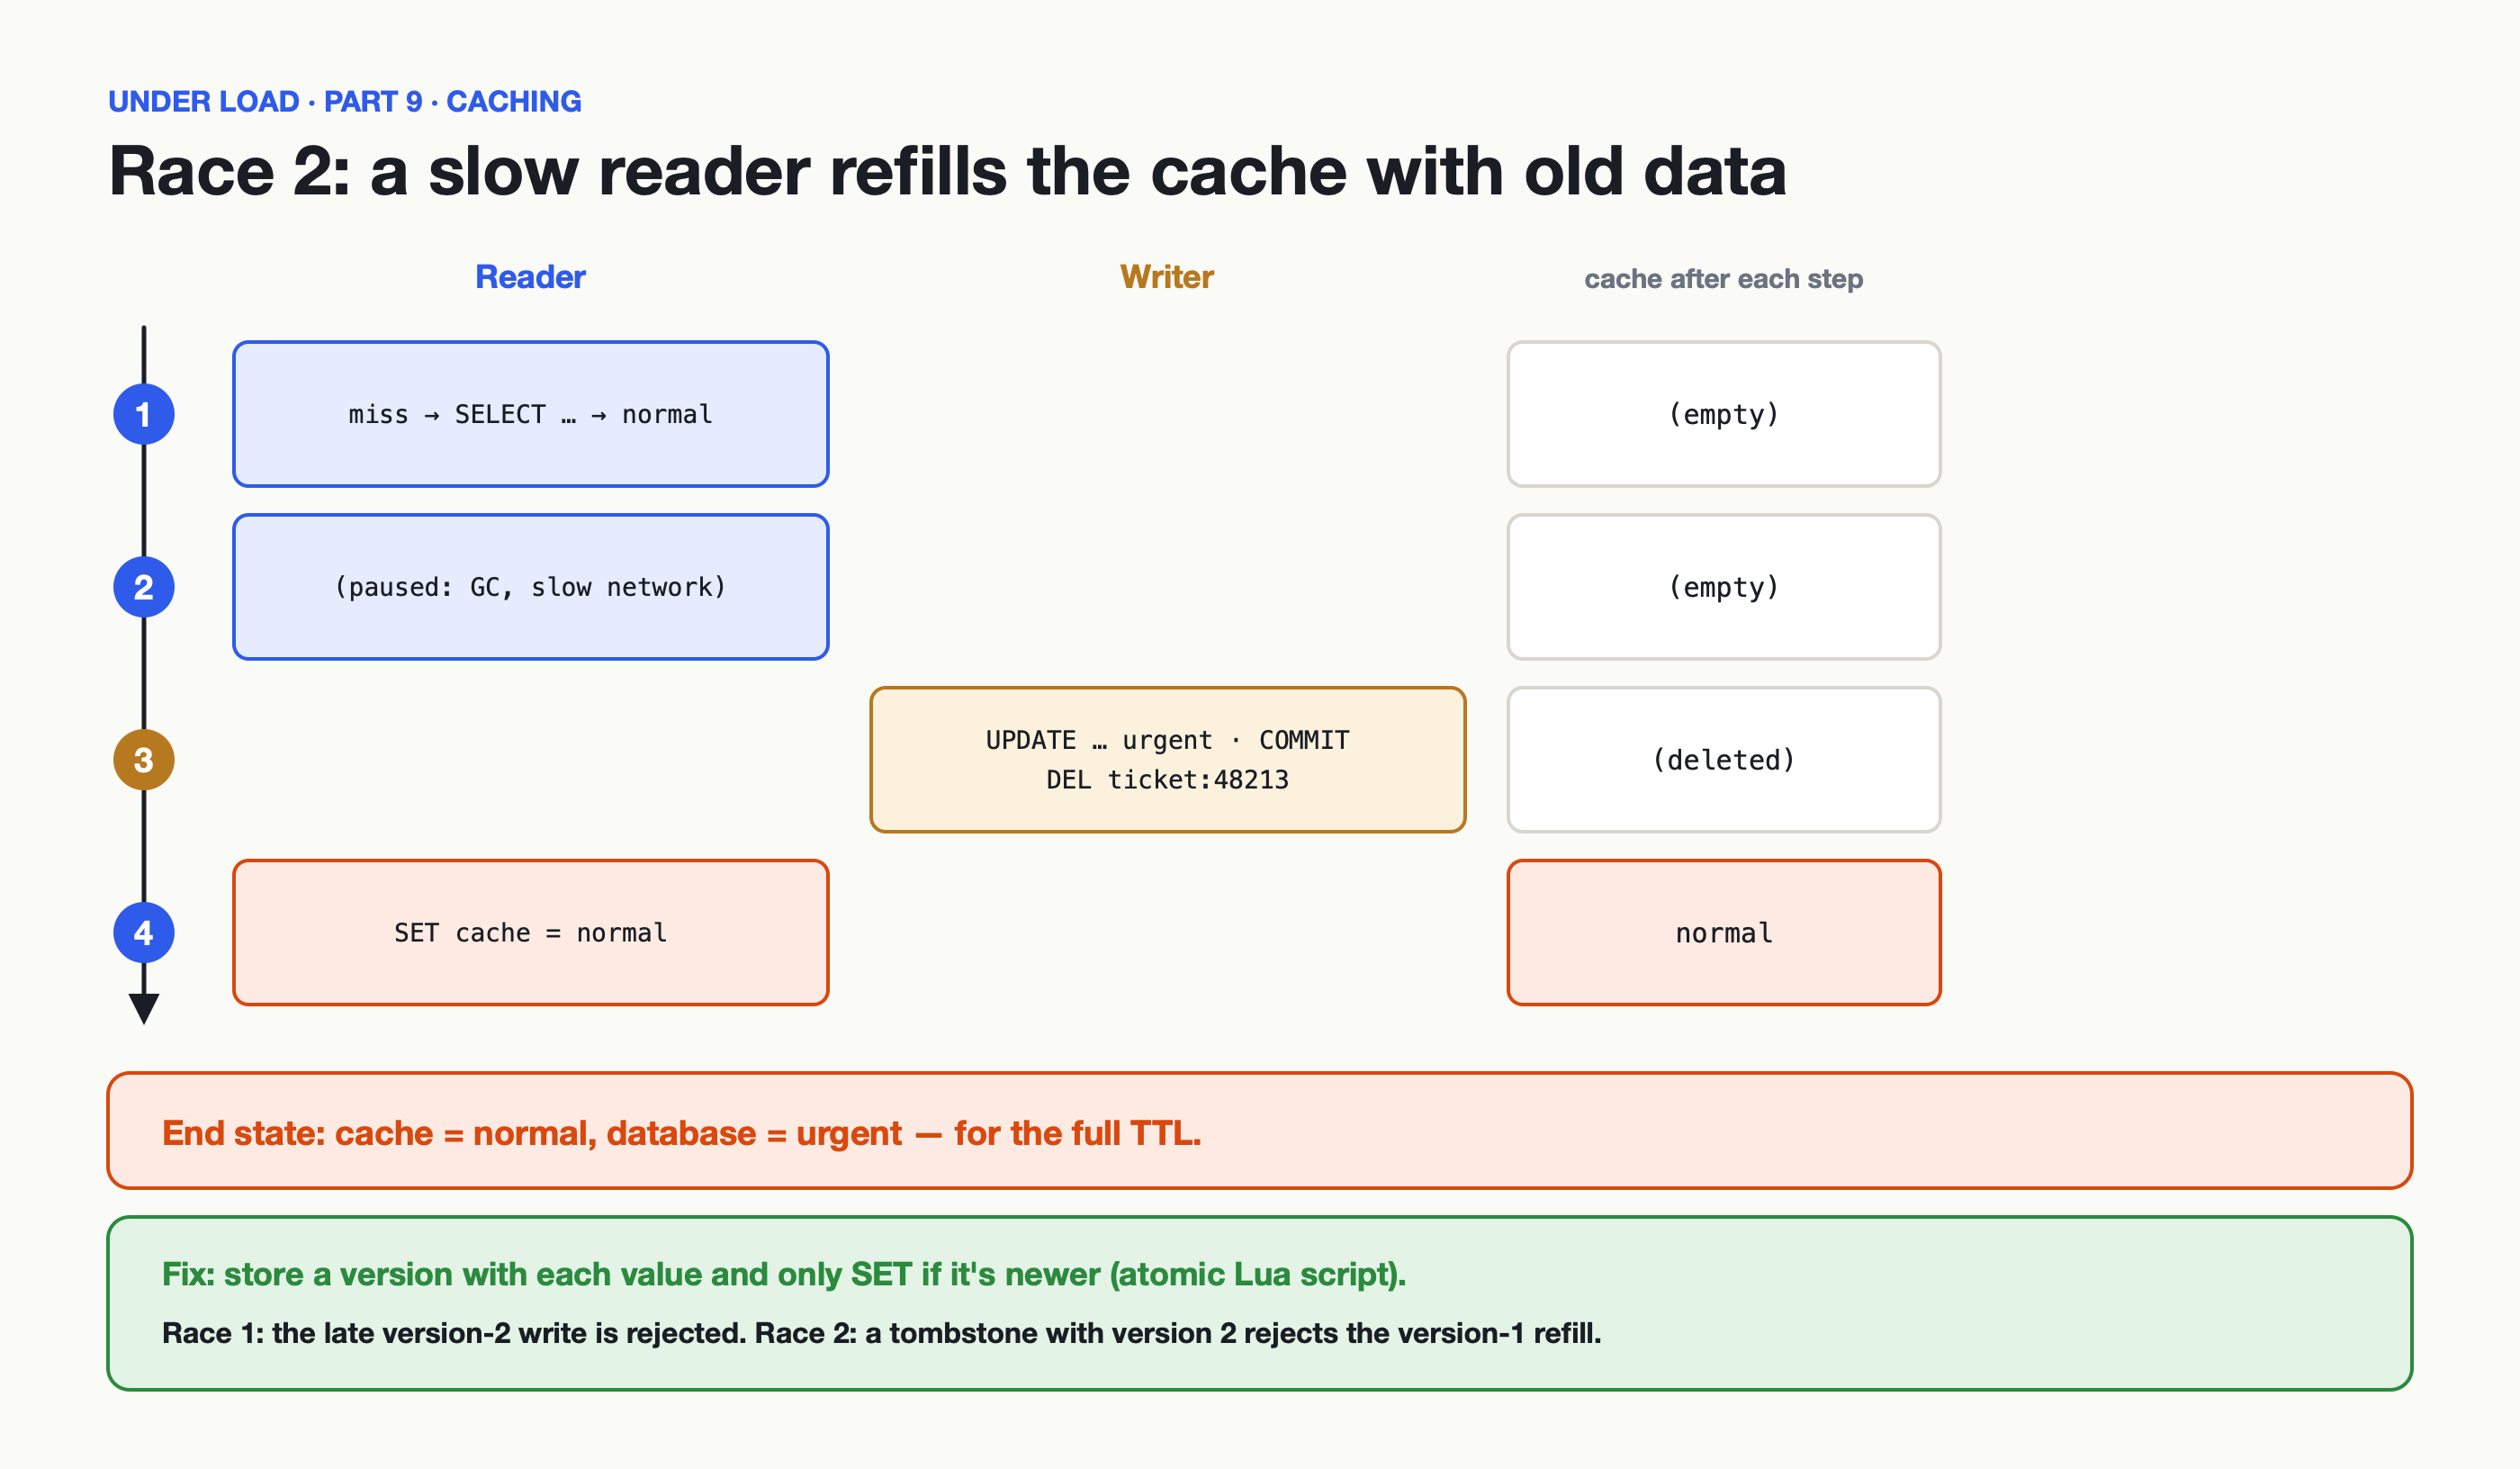 UNDER LOAD · PART 9 · CACHING
Race 2: a slow reader refills the cache with old data
Reader
Writer
cache after each step
1
miss → SELECT … → normal
(empty)
2
(paused: GC, slow network)
(empty)
3
UPDATE … urgent · COMMIT
DEL ticket:48213
(deleted)
4
SET cache = normal
normal
End state: cache = normal, database = urgent — for the full TTL.
Fix: store a version with each value and only SET if it's newer (atomic Lua script).
Race 1: the late version-2 write is rejected. Race 2: a tombstone with version 2 rejects the version-1 refill.